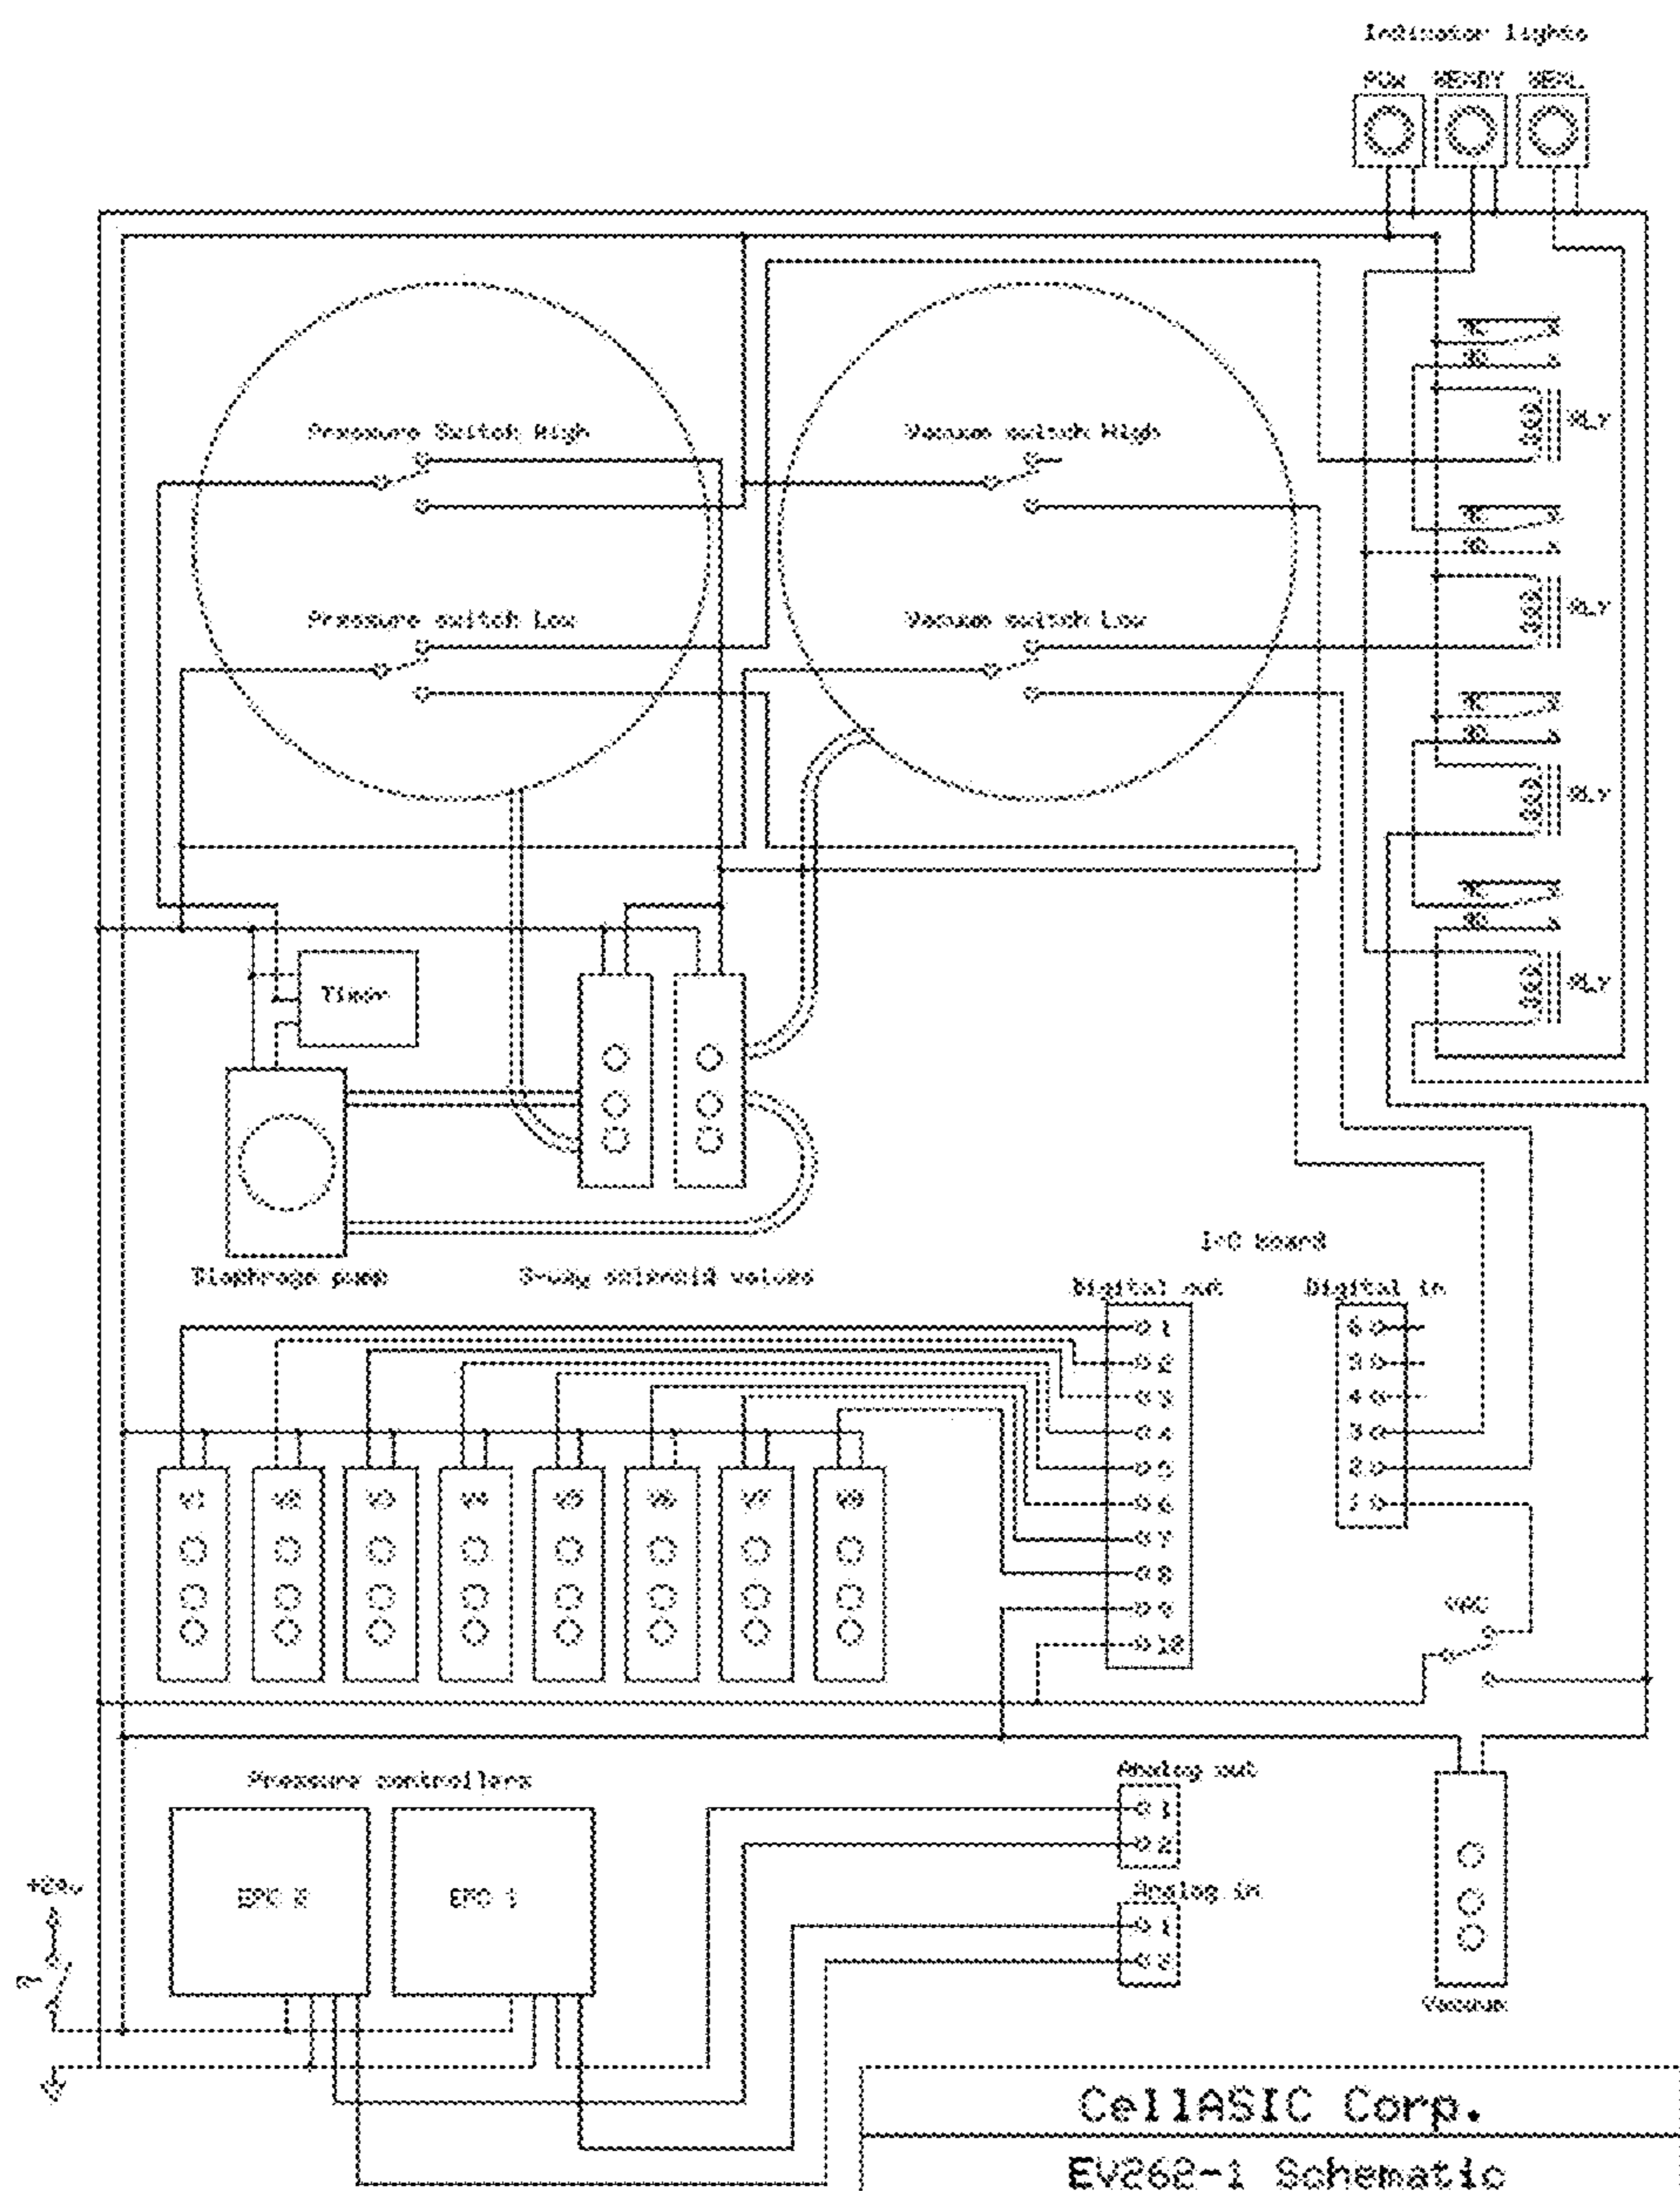 Indicator lights
POW READY SEAL
Pressure Switch High
Vacuum switch High
RLY
Pressure switch Low
Vacuum switch Low
RLY
RLY
RLY
Timer
I/O board
Diaphragm pump
3-way solenoid valves
Digital out
Digital in
1
2
3
4
5
6
7
8
9
10
6
5
4
3
2
1
V1 V2 V3 V4 V5 V6 V7 V8
VAC
Pressure controllers
Analog out
1
2
EPC 2
EPC 1
Analog in
1
2
+24v
Vacuum
CellASIC Corp.
EV262-1 Schematic